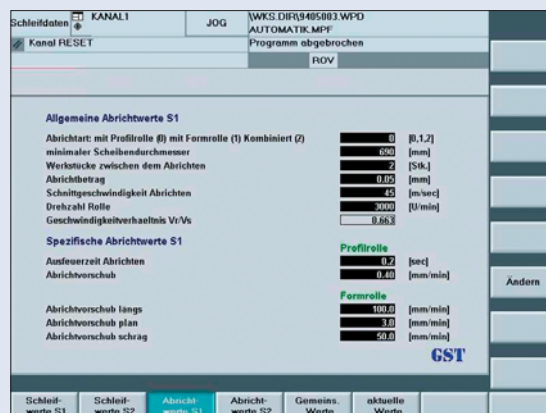 Schleifdaten KANAL1 JOG \WKS.DIR\9405003.WPD
AUTOMATIK.MPF
Kanal RESET Programm abgebrochen
ROV
Allgemeine Abrichtwerte S1
Abrichtart: mit Profilrolle (0) mit Formrolle (1) Kombiniert (2) 0 [0,1,2]
minimaler Scheibendurchmesser 690 [mm]
Werkstücke zwischen dem Abrichten 2 [Stk.]
Abrichtbetrag 0.05 [mm]
Schnittgeschwindigkeit Abrichten 45 [m/sec]
Drehzahl Rolle 3000 [U/min]
Geschwindigkeitverhaeltnis Vr/Vs 0.663
Spezifische Abrichtwerte S1
Profilrolle
Ausfeuerzeit Abrichten 0.2 [sec]
Abrichtvorschub 0.40 [mm/min]
Ändern
Formrolle
Abrichtvorschub längs 100.0 [mm/min]
Abrichtvorschub plan 3.0 [mm/min]
Abrichtvorschub schräg 50.0 [mm/min]
GST
Schleif- Schleif- Abricht- Abricht- Gemeins. aktuelle
werte S1 werte S2 werte S1 werte S2 Werte Werte